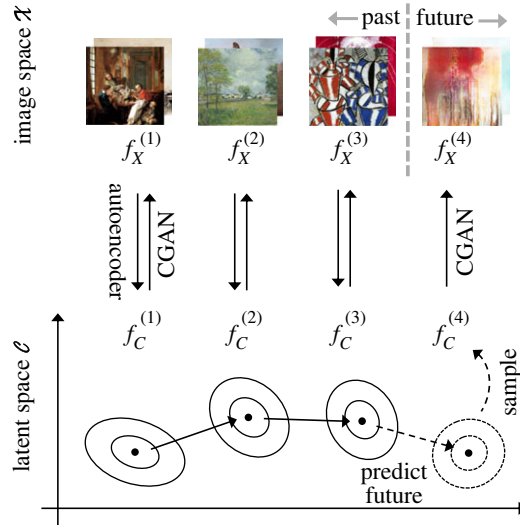 past future
image space 𝒳
f_X^(1) f_X^(2) f_X^(3) f_X^(4)
autoencoder CGAN CGAN
f_C^(1) f_C^(2) f_C^(3) f_C^(4)
latent space 𝒞
sample
predict
future